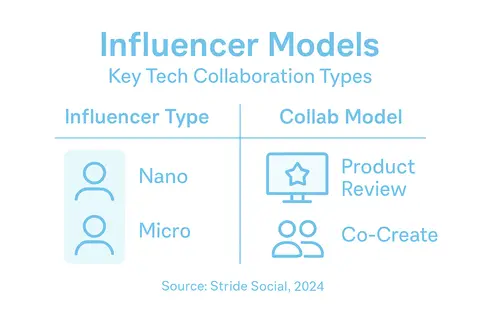 Influencer Models
Key Tech Collaboration Types
Influencer Type
Collab Model
Nano
Product
Review
Micro
Co-Create
Source: Stride Social, 2024